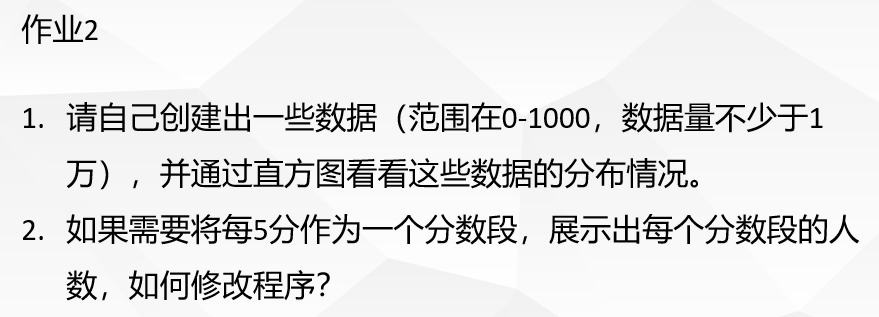 作业2
1. 请自己创建出一些数据（范围在0-1000，数据量不少于1
万），并通过直方图看看这些数据的分布情况。
2. 如果需要将每5分作为一个分数段，展示出每个分数段的人
数，如何修改程序？